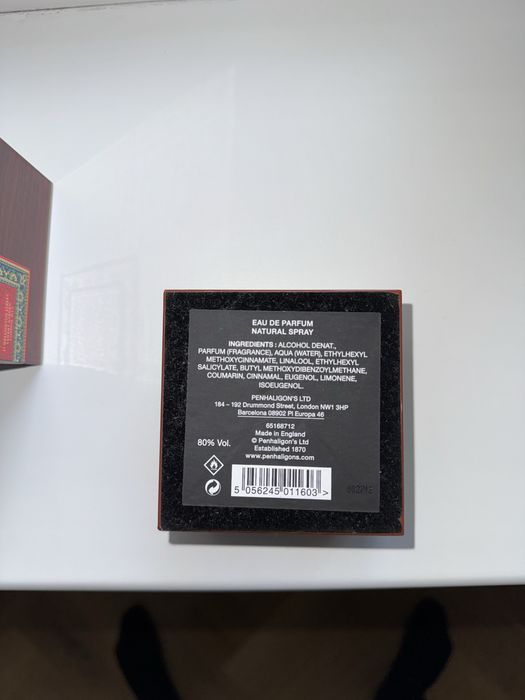 EAU DE PARFUM
NATURAL SPRAY
INGREDIENTS : ALCOHOL DENAT.,
PARFUM (FRAGRANCE), AQUA (WATER), ETHYLHEXYL
METHOXYCINNAMATE, LINALOOL, ETHYLHEXYL
SALICYLATE, BUTYL METHOXYDIBENZOYLMETHANE,
COUMARIN, CINNAMAL, EUGENOL, LIMONENE,
ISOEUGENOL.
PENHALIGON'S LTD
184 – 192 Drummond Street, London NW1 3HP
Barcelona 08902 Pl Europa 46
65168712
Made in England
© Penhaligon's Ltd
Established 1870
www.penhaligons.com
80% Vol.
5 056245 011603 >